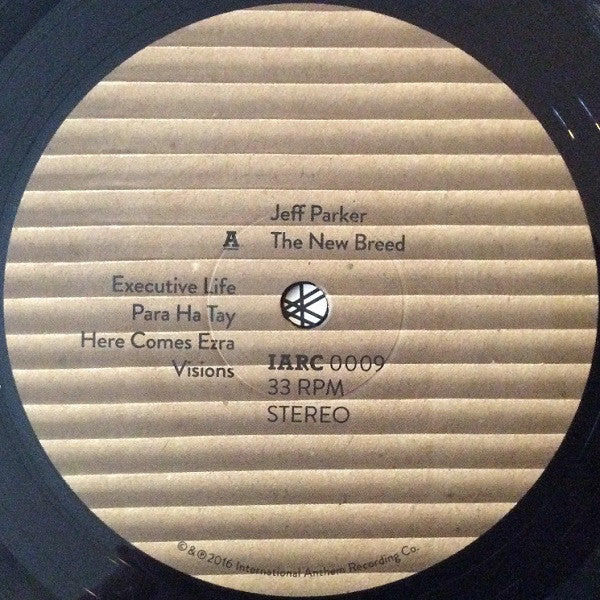 Jeff Parker
A The New Breed
Executive Life
Para Ha Tay
Here Comes Ezra
Visions
IARC 0009
33 RPM
STEREO
© & ℗ 2016 International Anthem Recording Co.